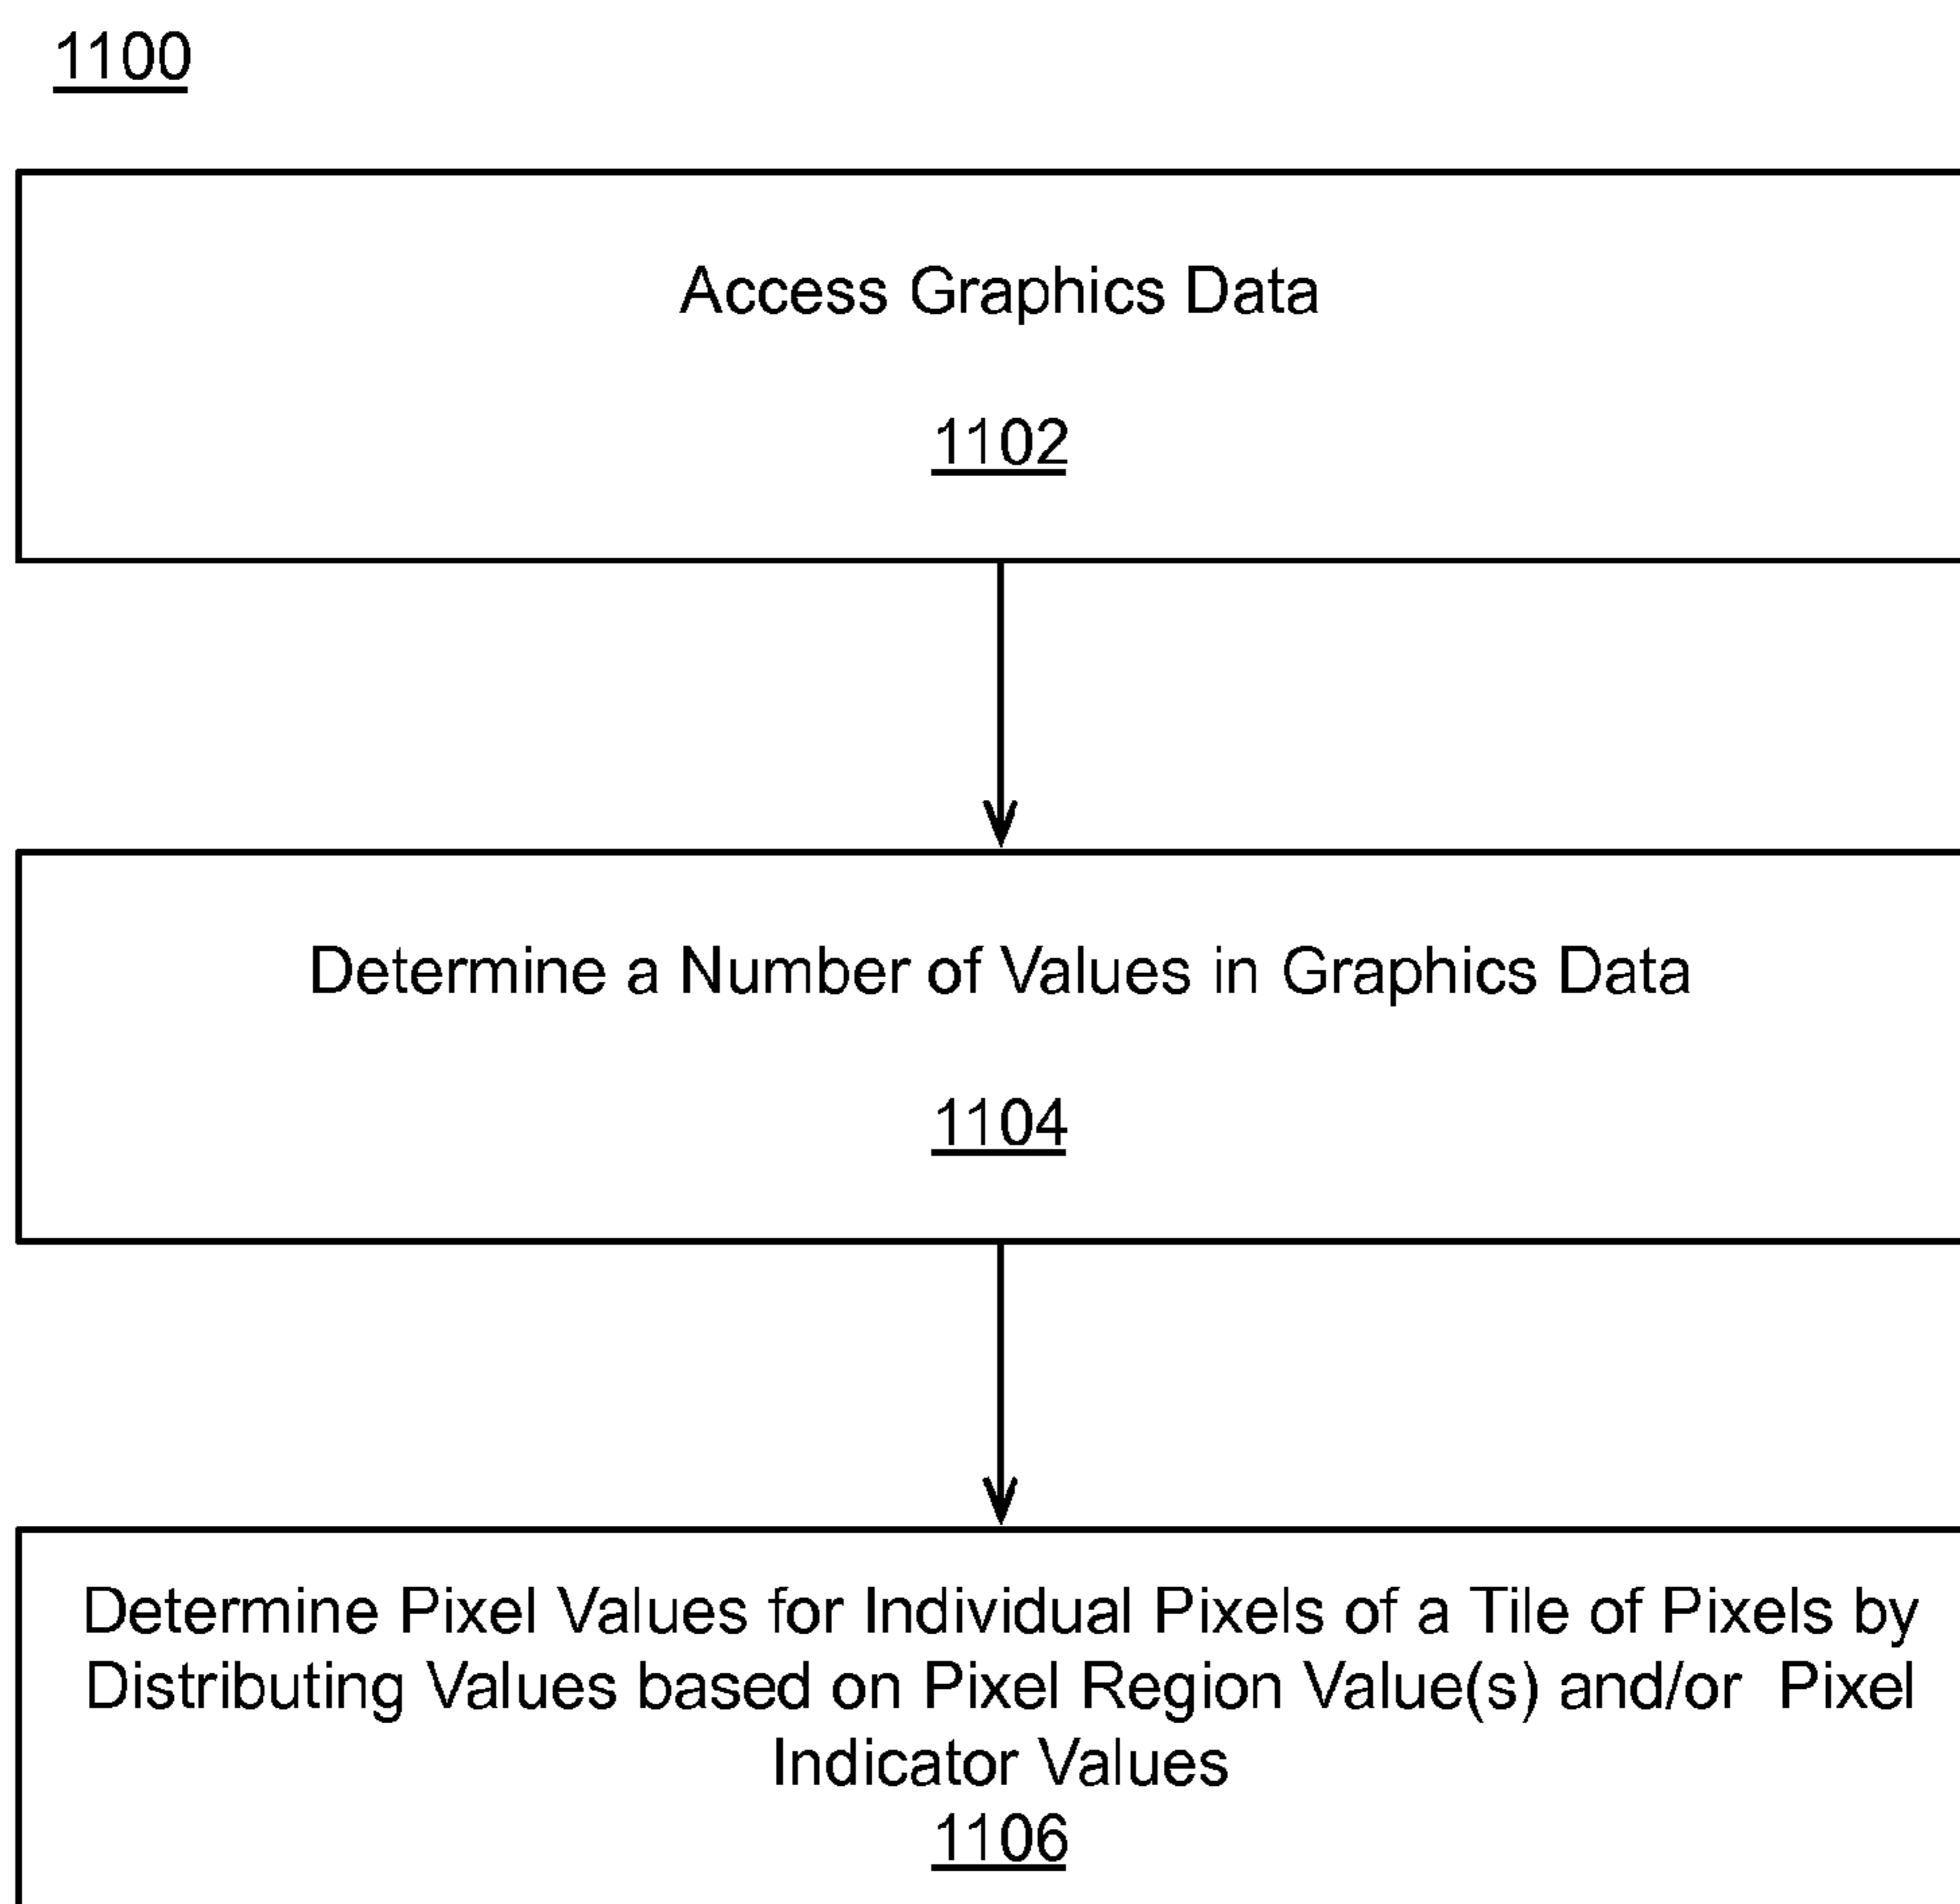 1100
Access Graphics Data
1102
Determine a Number of Values in Graphics Data
1104
Determine Pixel Values for Individual Pixels of a Tile of Pixels by
Distributing Values based on Pixel Region Value(s) and/or Pixel
Indicator Values
1106